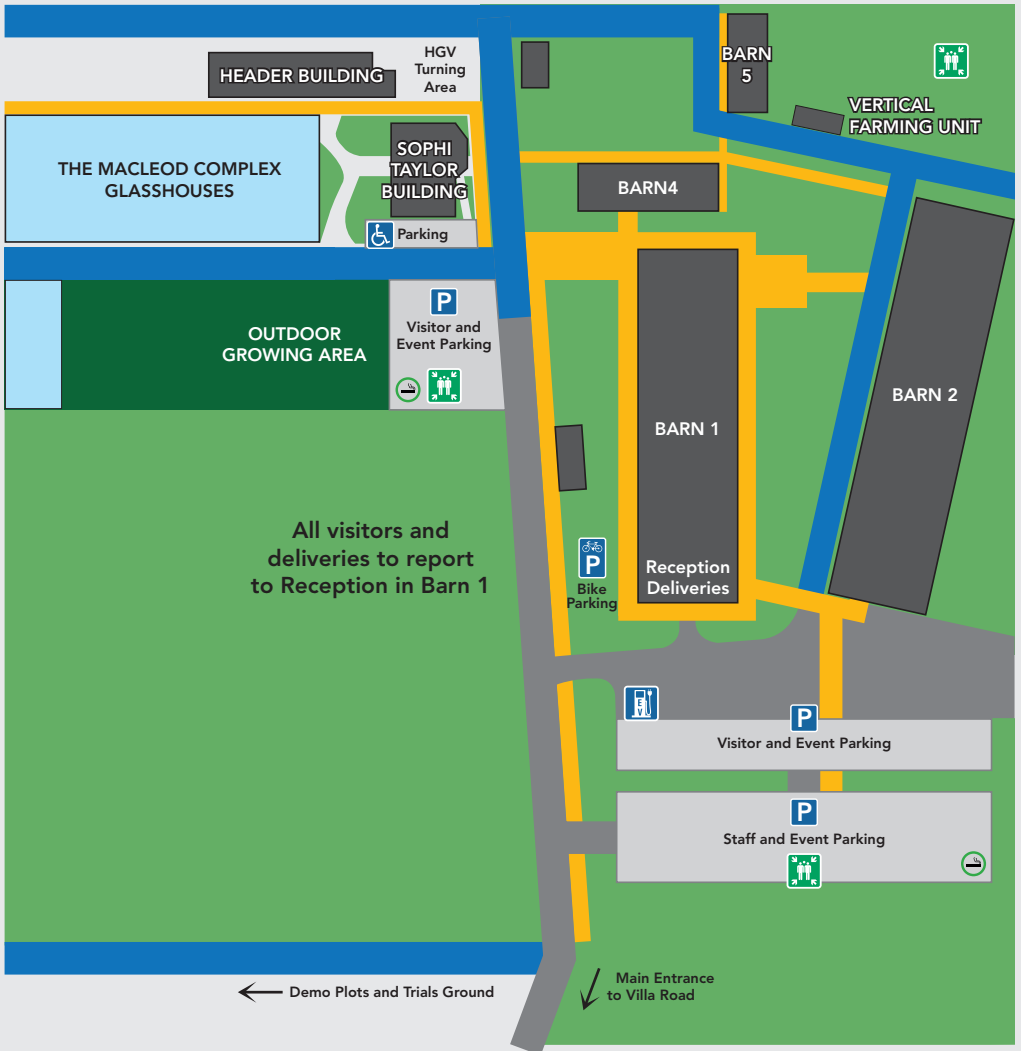 HEADER BUILDING
HGV
Turning
Area
BARN
5
VERTICAL
FARMING UNIT
THE MACLEOD COMPLEX
GLASSHOUSES
SOPHI
TAYLOR
BUILDING
BARN4
Parking
P
Visitor and
Event Parking
OUTDOOR
GROWING AREA
BARN 2
BARN 1
All visitors and
deliveries to report
to Reception in Barn 1
P
Bike
Parking
Reception
Deliveries
EV
P
Visitor and Event Parking
P
Staff and Event Parking
Main Entrance
to Villa Road
Demo Plots and Trials Ground